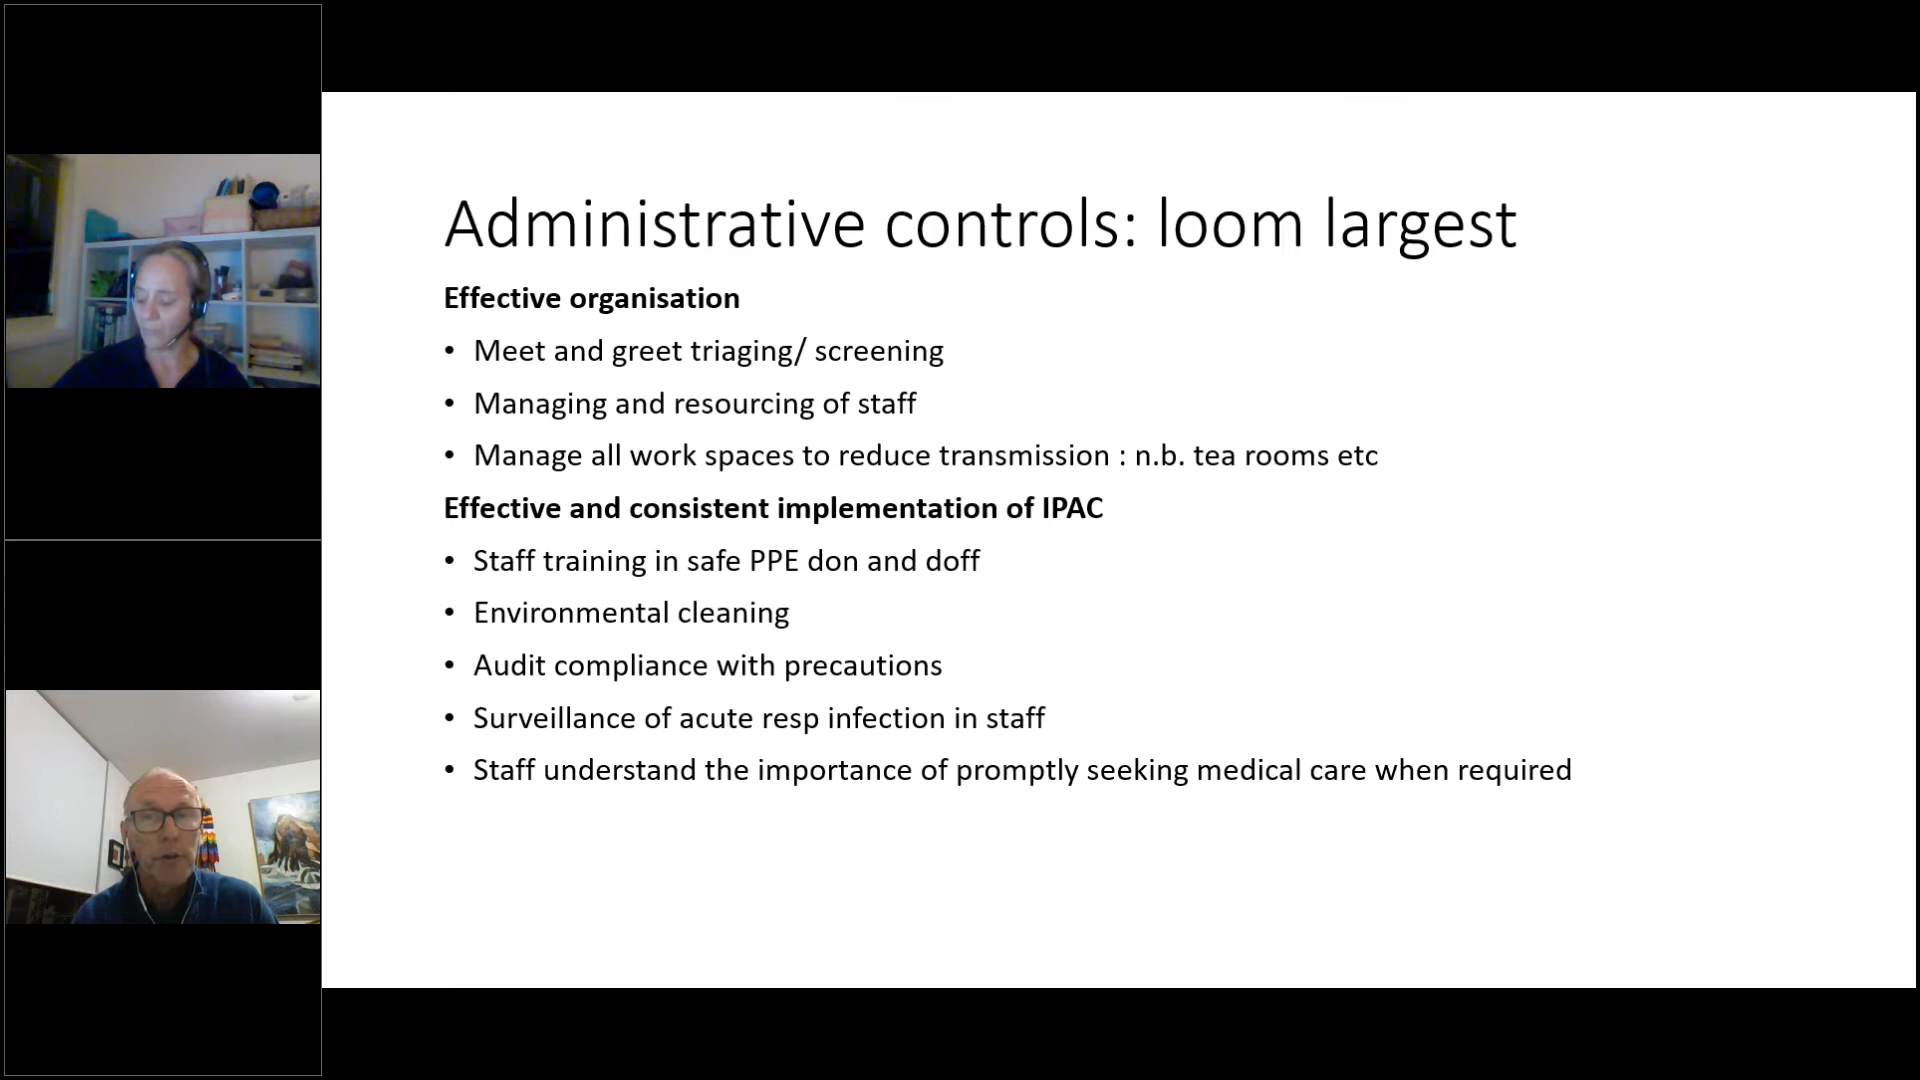 Administrative controls: loom largest
Effective organisation
• Meet and greet triaging/ screening
• Managing and resourcing of staff
• Manage all work spaces to reduce transmission : n.b. tea rooms etc
Effective and consistent implementation of IPAC
• Staff training in safe PPE don and doff
• Environmental cleaning
• Audit compliance with precautions
• Surveillance of acute resp infection in staff
• Staff understand the importance of promptly seeking medical care when required